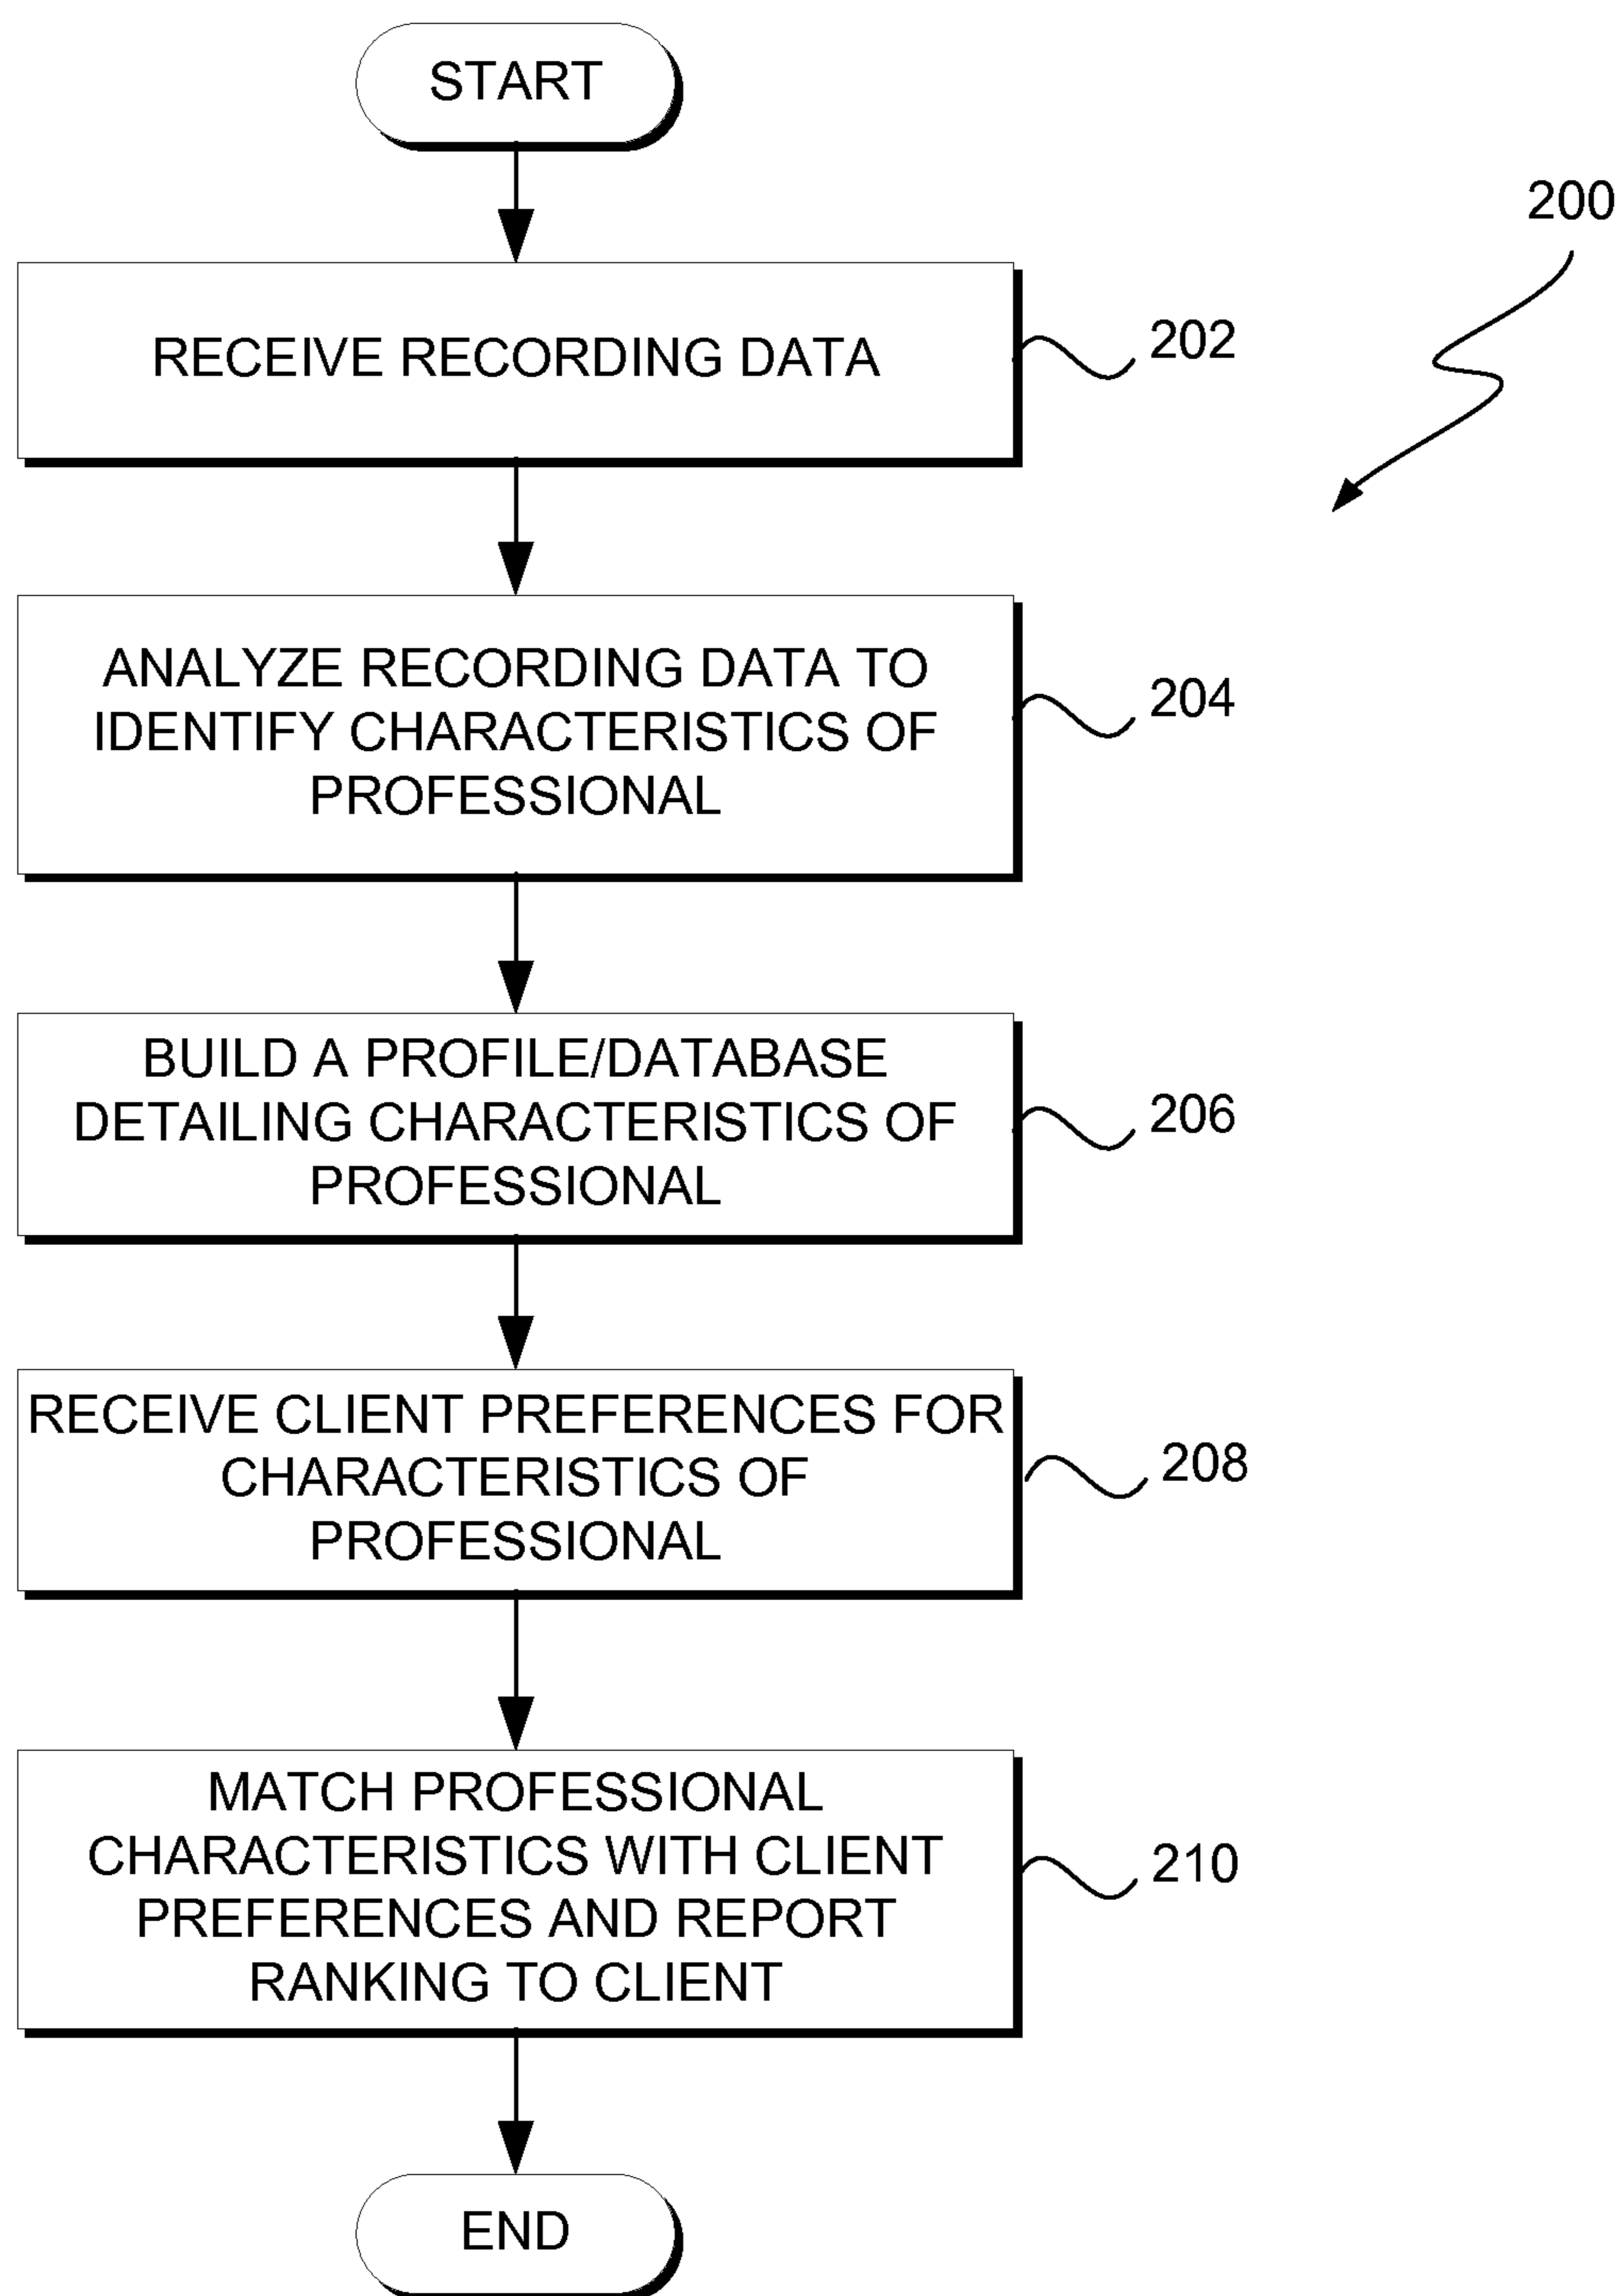 START
200
RECEIVE RECORDING DATA
202
ANALYZE RECORDING DATA TO
IDENTIFY CHARACTERISTICS OF
PROFESSIONAL
204
BUILD A PROFILE/DATABASE
DETAILING CHARACTERISTICS OF
PROFESSIONAL
206
RECEIVE CLIENT PREFERENCES FOR
CHARACTERISTICS OF
PROFESSIONAL
208
MATCH PROFESSIONAL
CHARACTERISTICS WITH CLIENT
PREFERENCES AND REPORT
RANKING TO CLIENT
210
END